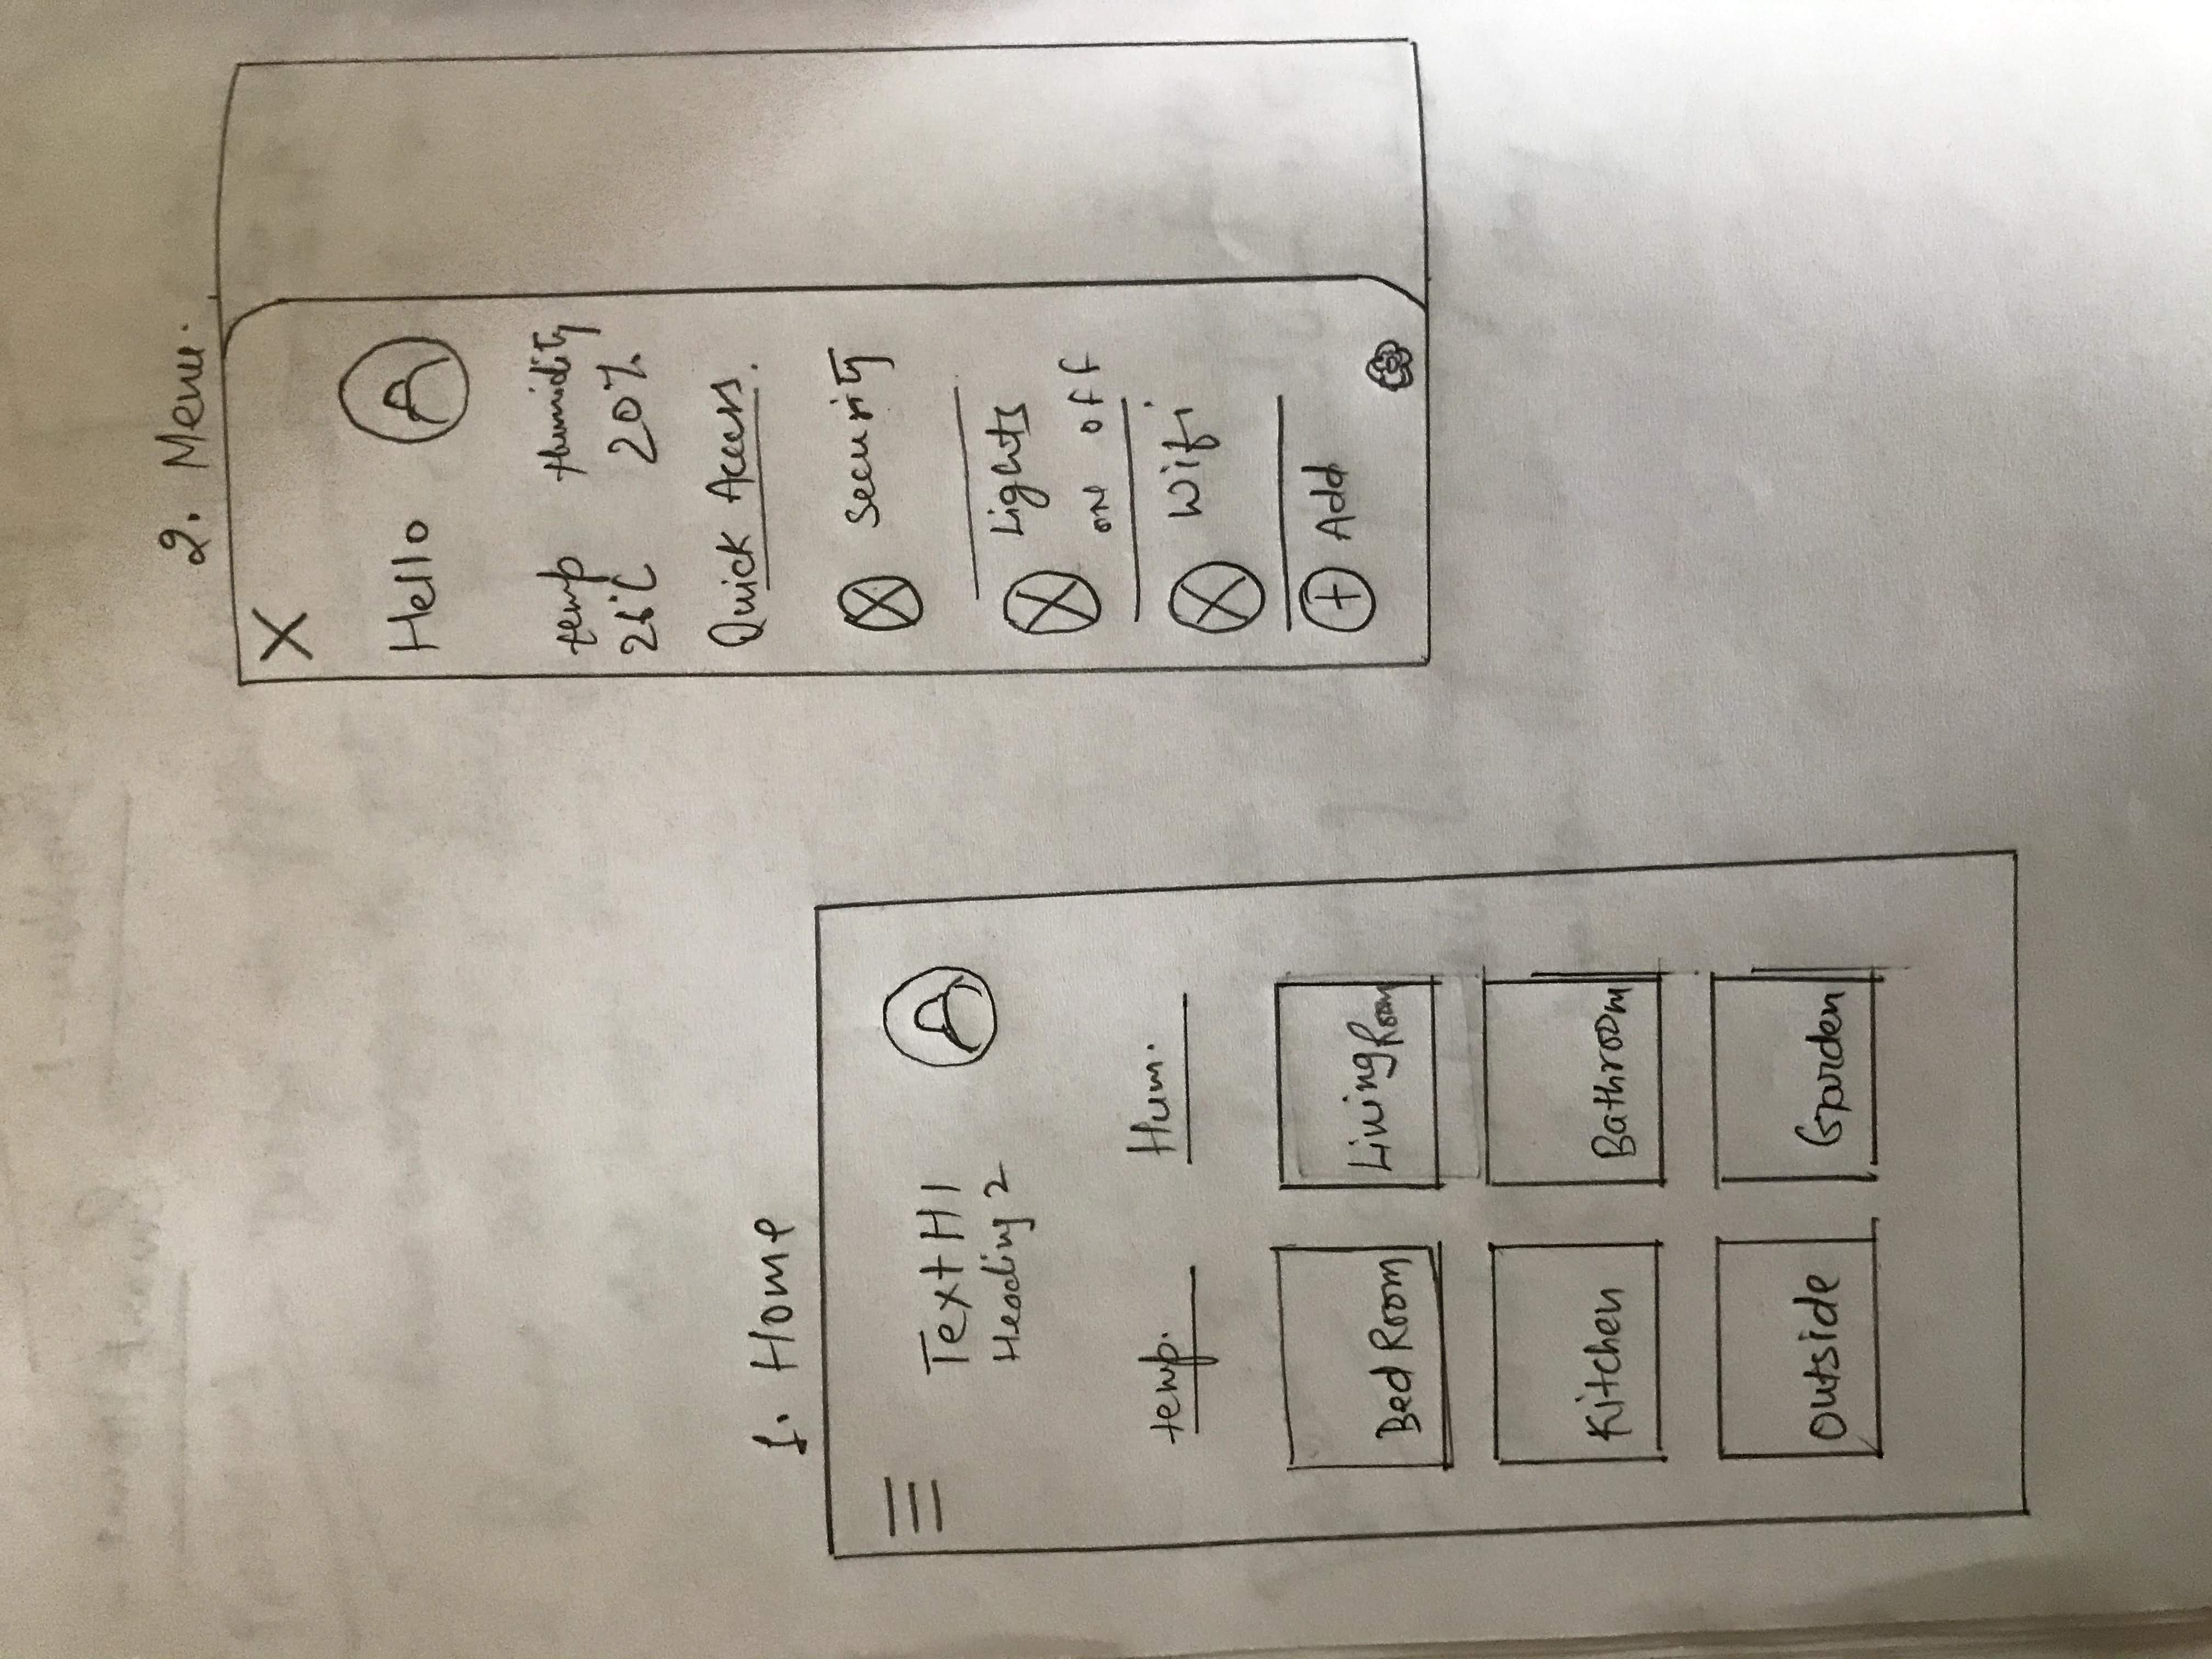 1. Home
Text H1
Heading 2
temp. Hum.
Bed Room Living Room
Kitchen Bathroom
Outside Garden
2. Menu.
X
Hello
temp Humidity
20%
Quick Access.
Security
Lights
on off
Wifi
+ Add